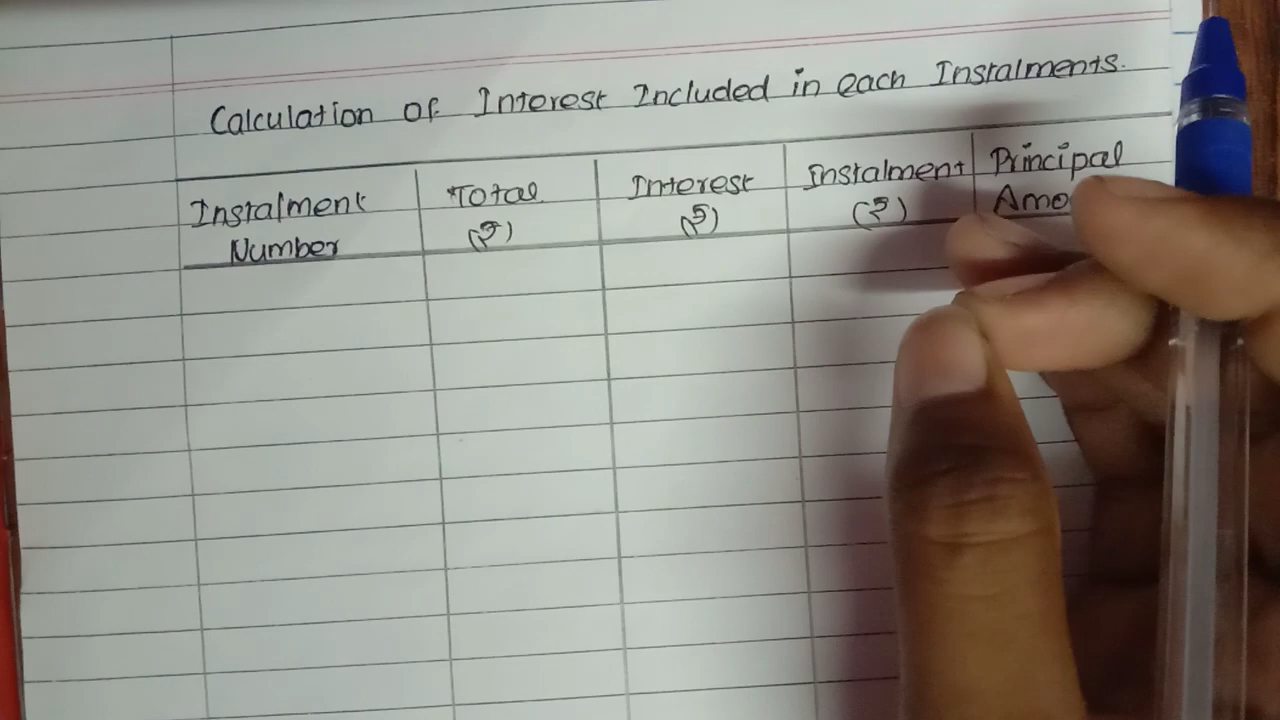 Calculation of Interest Included in each Instalments.
Instalment Number
Total (₹)
Interest (₹)
Instalment (₹)
Principal